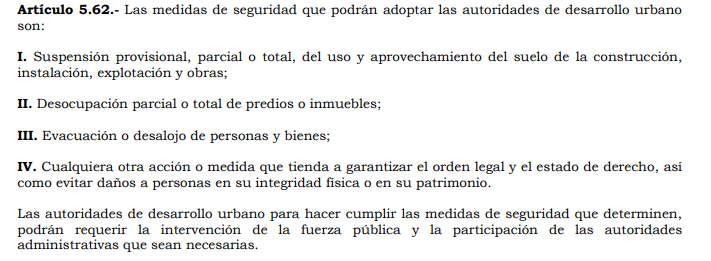 Artículo 5.62.- Las medidas de seguridad que podrán adoptar las autoridades de desarrollo urbano
son:
I. Suspensión provisional, parcial o total, del uso y aprovechamiento del suelo de la construcción,
instalación, explotación y obras;
II. Desocupación parcial o total de predios o inmuebles;
III. Evacuación o desalojo de personas y bienes;
IV. Cualquiera otra acción o medida que tienda a garantizar el orden legal y el estado de derecho, así
como evitar daños a personas en su integridad física o en su patrimonio.
Las autoridades de desarrollo urbano para hacer cumplir las medidas de seguridad que determinen,
podrán requerir la intervención de la fuerza pública y la participación de las autoridades
administrativas que sean necesarias.